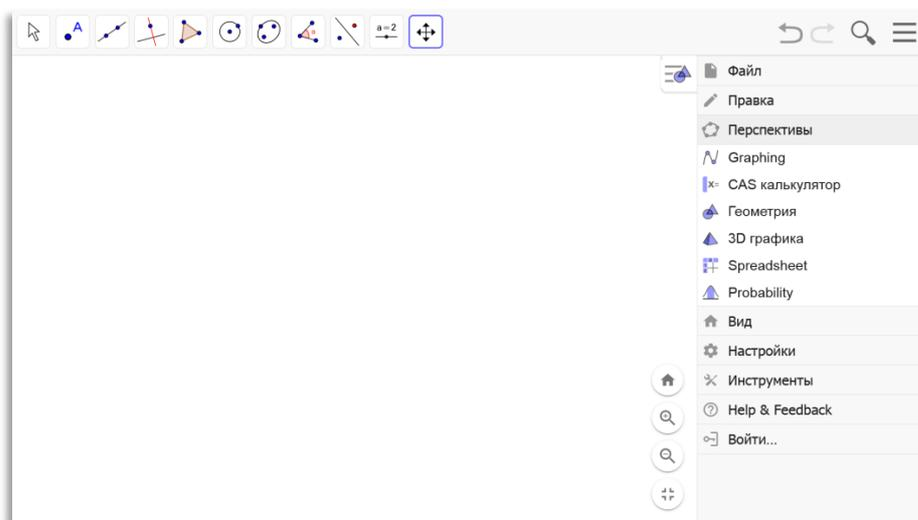 A
α
a=2
Файл
Правка
Перспективы
Graphing
x=
CAS калькулятор
Геометрия
3D графика
Spreadsheet
Probability
Вид
Настройки
Инструменты
Help & Feedback
Войти...